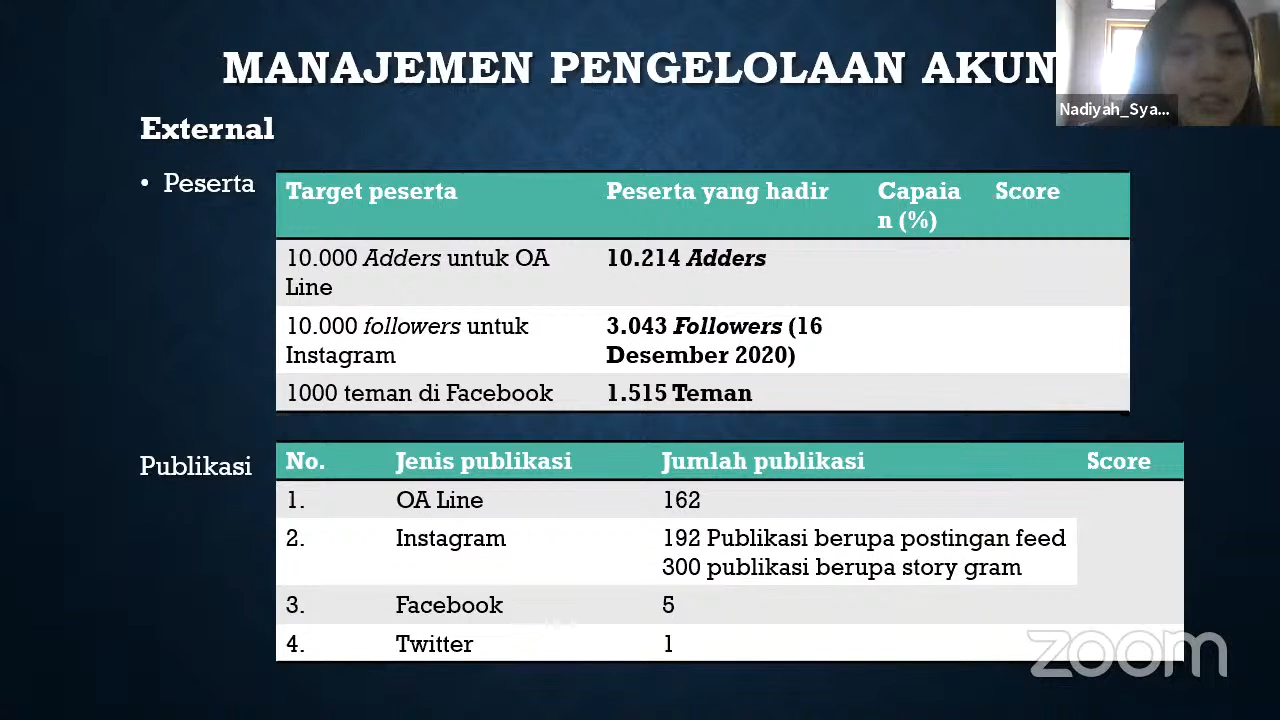 MANAJEMEN PENGELOLAAN AKUN
Nadiyah_Sya...
External
• Peserta
Target peserta Peserta yang hadir Capaia Score
n (%)
10.000 Adders untuk OA 10.214 Adders
Line
10.000 followers untuk 3.043 Followers (16
Instagram Desember 2020)
1000 teman di Facebook 1.515 Teman
Publikasi No. Jenis publikasi Jumlah publikasi Score
1. OA Line 162
2. Instagram 192 Publikasi berupa postingan feed
300 publikasi berupa story gram
3. Facebook 5
4. Twitter 1
zoom